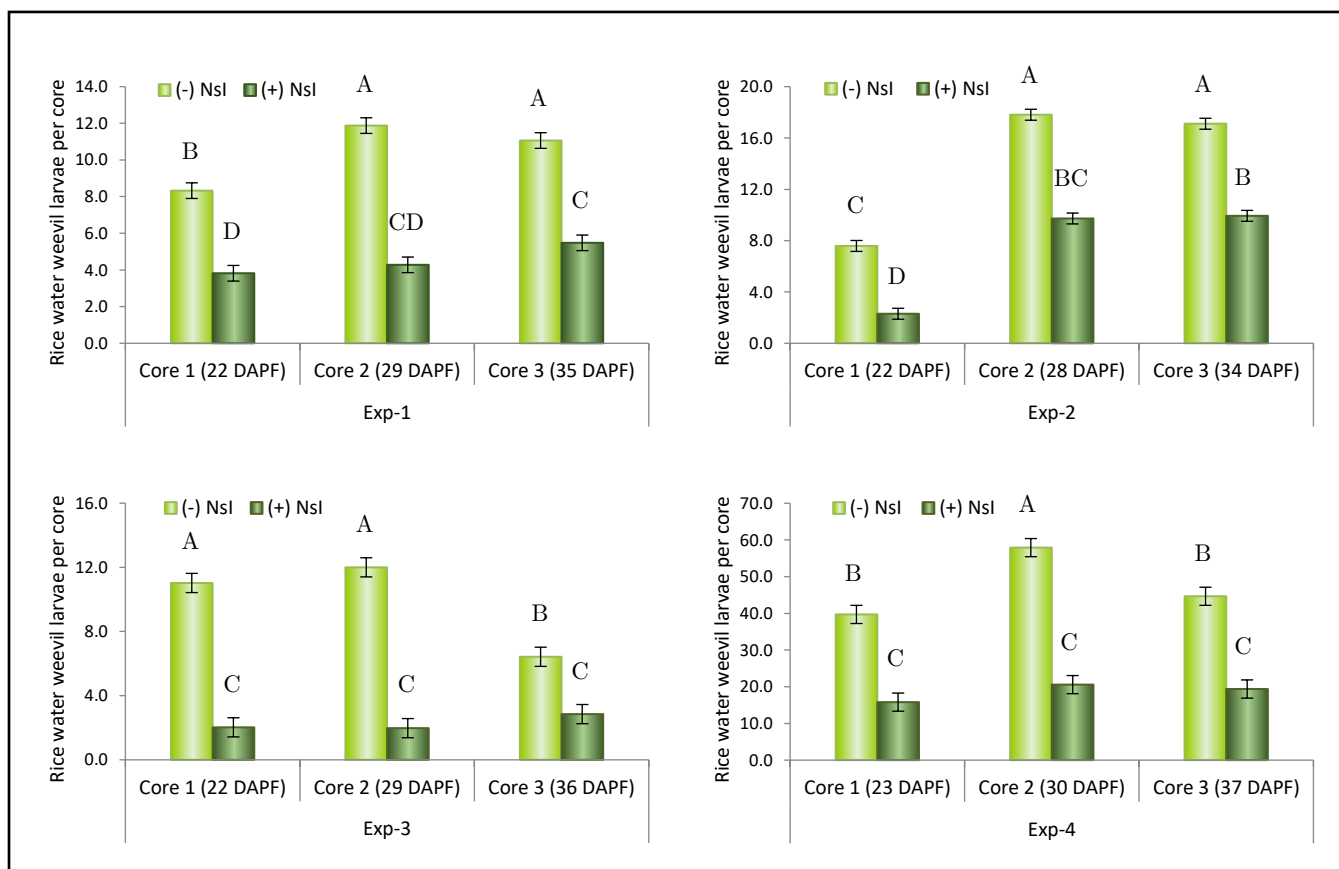 (-) NsI (+) NsI
Rice water weevil larvae per core
14.0
12.0
10.0
8.0
6.0
4.0
2.0
0.0
B
D
A
CD
A
C
Core 1 (22 DAPF) Core 2 (29 DAPF) Core 3 (35 DAPF)
Exp-1
(-) NsI (+) NsI
Rice water weevil larvae per core
20.0
16.0
12.0
8.0
4.0
0.0
C
D
A
BC
A
B
Core 1 (22 DAPF) Core 2 (28 DAPF) Core 3 (34 DAPF)
Exp-2
(-) NsI (+) NsI
Rice water weevil larvae per core
16.0
12.0
8.0
4.0
0.0
A
C
A
C
B
C
Core 1 (22 DAPF) Core 2 (29 DAPF) Core 3 (36 DAPF)
Exp-3
(-) NsI (+) NsI
Rice water weevil larvae per core
70.0
60.0
50.0
40.0
30.0
20.0
10.0
0.0
B
C
A
C
B
C
Core 1 (23 DAPF) Core 2 (30 DAPF) Core 3 (37 DAPF)
Exp-4